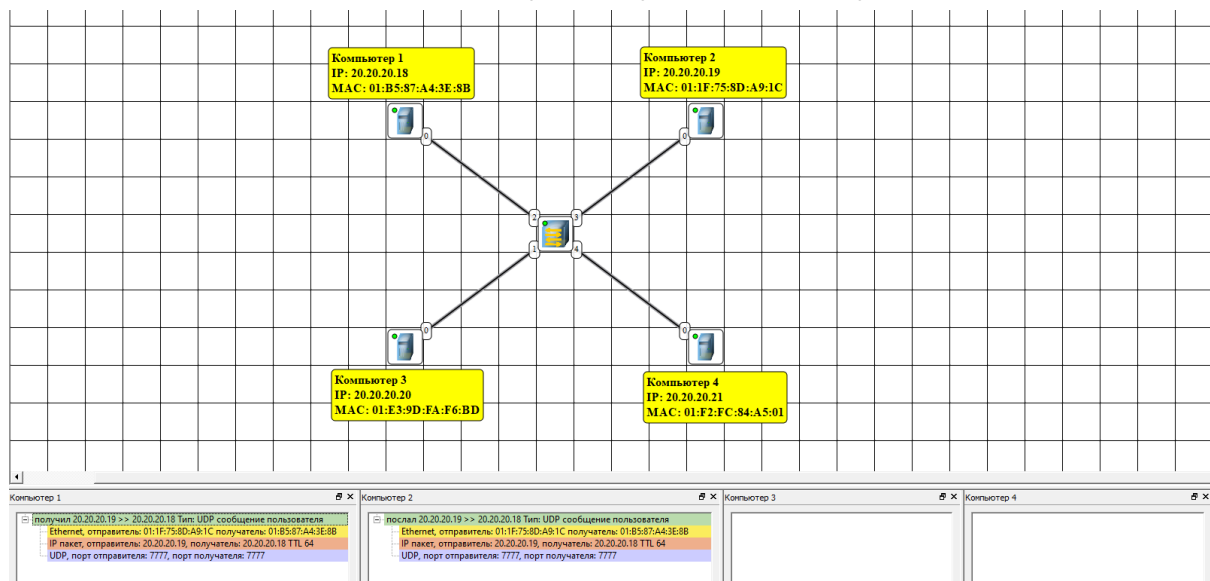 Компьютер 1
IP: 20.20.20.18
MAC: 01:B5:87:A4:3E:8B
Компьютер 2
IP: 20.20.20.19
MAC: 01:1F:75:8D:A9:1C
0
0
2
3
1
4
0
0
Компьютер 3
IP: 20.20.20.20
MAC: 01:E3:9D:FA:F6:BD
Компьютер 4
IP: 20.20.20.21
MAC: 01:F2:FC:84:A5:01
Компьютер 1
получил 20.20.20.19 >> 20.20.20.18 Тип: UDP сообщение пользователя
Ethernet, отправитель: 01:1F:75:8D:A9:1C получатель: 01:B5:87:A4:3E:8B
IP пакет, отправитель: 20.20.20.19, получатель: 20.20.20.18 TTL 64
UDP, порт отправителя: 7777, порт получателя: 7777
Компьютер 2
послал 20.20.20.19 >> 20.20.20.18 Тип: UDP сообщение пользователя
Ethernet, отправитель: 01:1F:75:8D:A9:1C получатель: 01:B5:87:A4:3E:8B
IP пакет, отправитель: 20.20.20.19, получатель: 20.20.20.18 TTL 64
UDP, порт отправителя: 7777, порт получателя: 7777
Компьютер 3
Компьютер 4